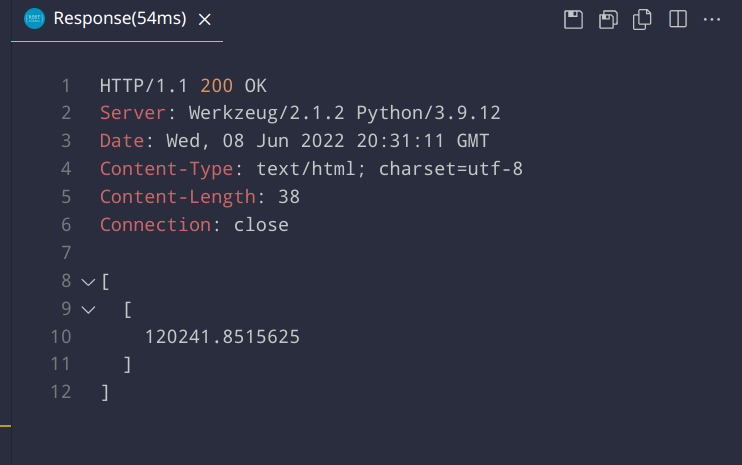 Response(54ms)
1 HTTP/1.1 200 OK
2 Server: Werkzeug/2.1.2 Python/3.9.12
3 Date: Wed, 08 Jun 2022 20:31:11 GMT
4 Content-Type: text/html; charset=utf-8
5 Content-Length: 38
6 Connection: close
7
8 [
9 [
10 120241.8515625
11 ]
12 ]